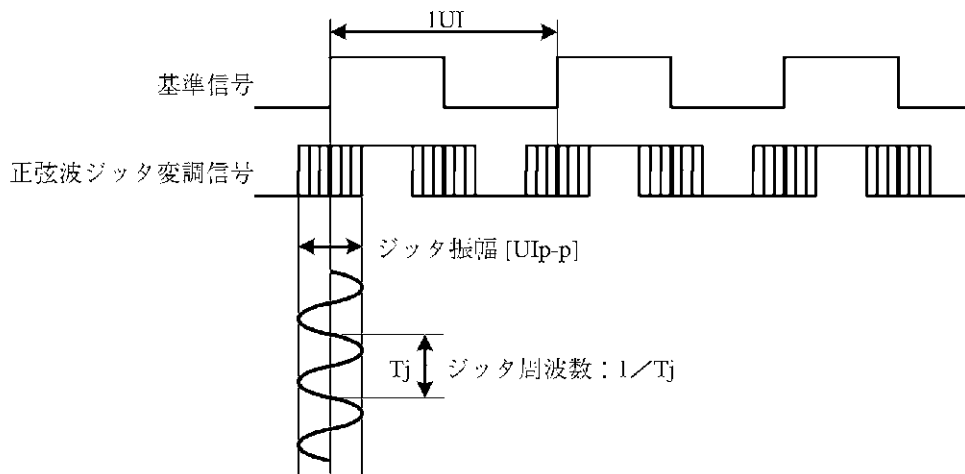 1UI
基準信号
正弦波ジッタ変調信号
ジッタ振幅 [UIp-p]
Tj
ジッタ周波数：1／Tj